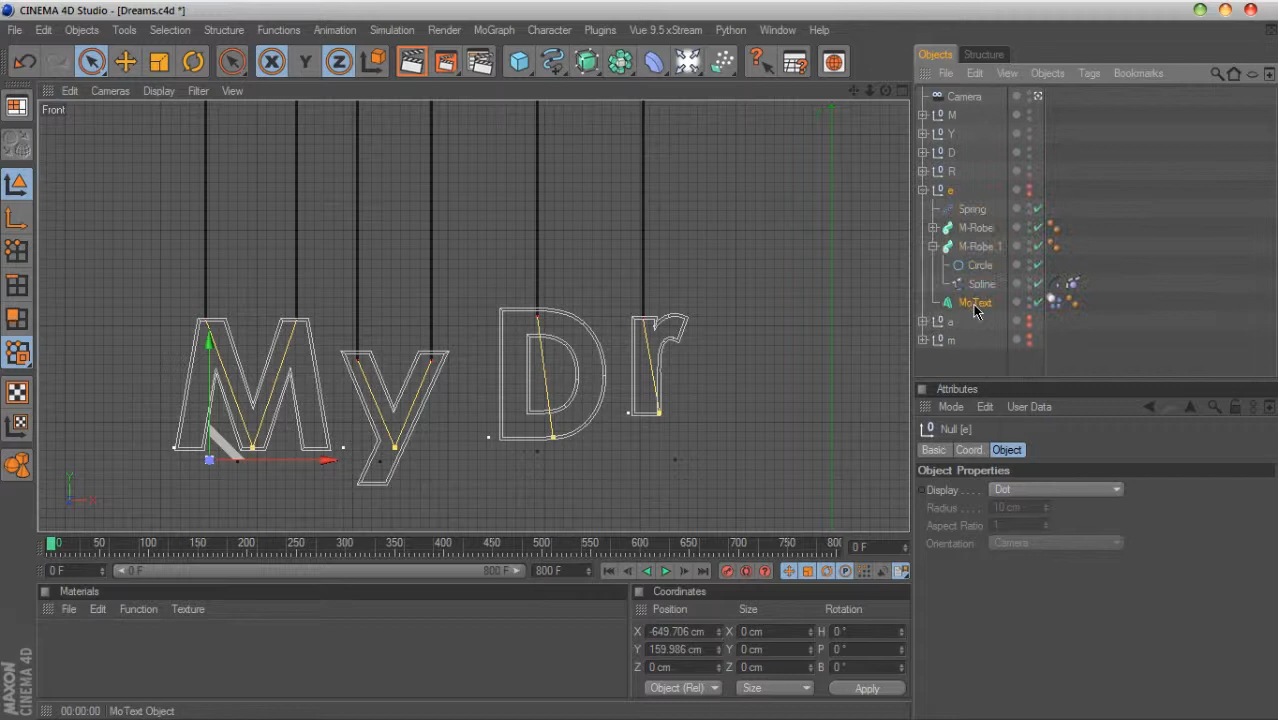 CINEMA 4D Studio - [Dreams.c4d *]
File Edit Objects Tools Selection Structure Functions Animation Simulation Render MoGraph Character Plugins Vue 9.5 xStream Python Window Help
Objects Structure
File Edit View Objects Tags Bookmarks
Edit Cameras Display Filter View
Front
Camera
M
Y
D
R
e
Spring
M-Robe
M-Robe 1
Circle
Spline
MoText
a
m
My Dr
Y
X
Z
Attributes
Mode Edit User Data
Null [e]
Basic Coord. Object
Object Properties
Display . . . . Dot
Radius . . . . 10 cm
Aspect Ratio 1
Orientation Camera
0 50 100 150 200 250 300 350 400 450 500 550 600 650 700 750 80
0 F
0 F 0 F 800 F 800 F
Materials
File Edit Function Texture
Coordinates
Position Size Rotation
X -649.706 cm X 0 cm H 0 °
Y 159.986 cm Y 0 cm P 0 °
Z 0 cm Z 0 cm B 0 °
Object (Rel) Size Apply
MAXON
CINEMA 4D
00:00:00 MoText Object